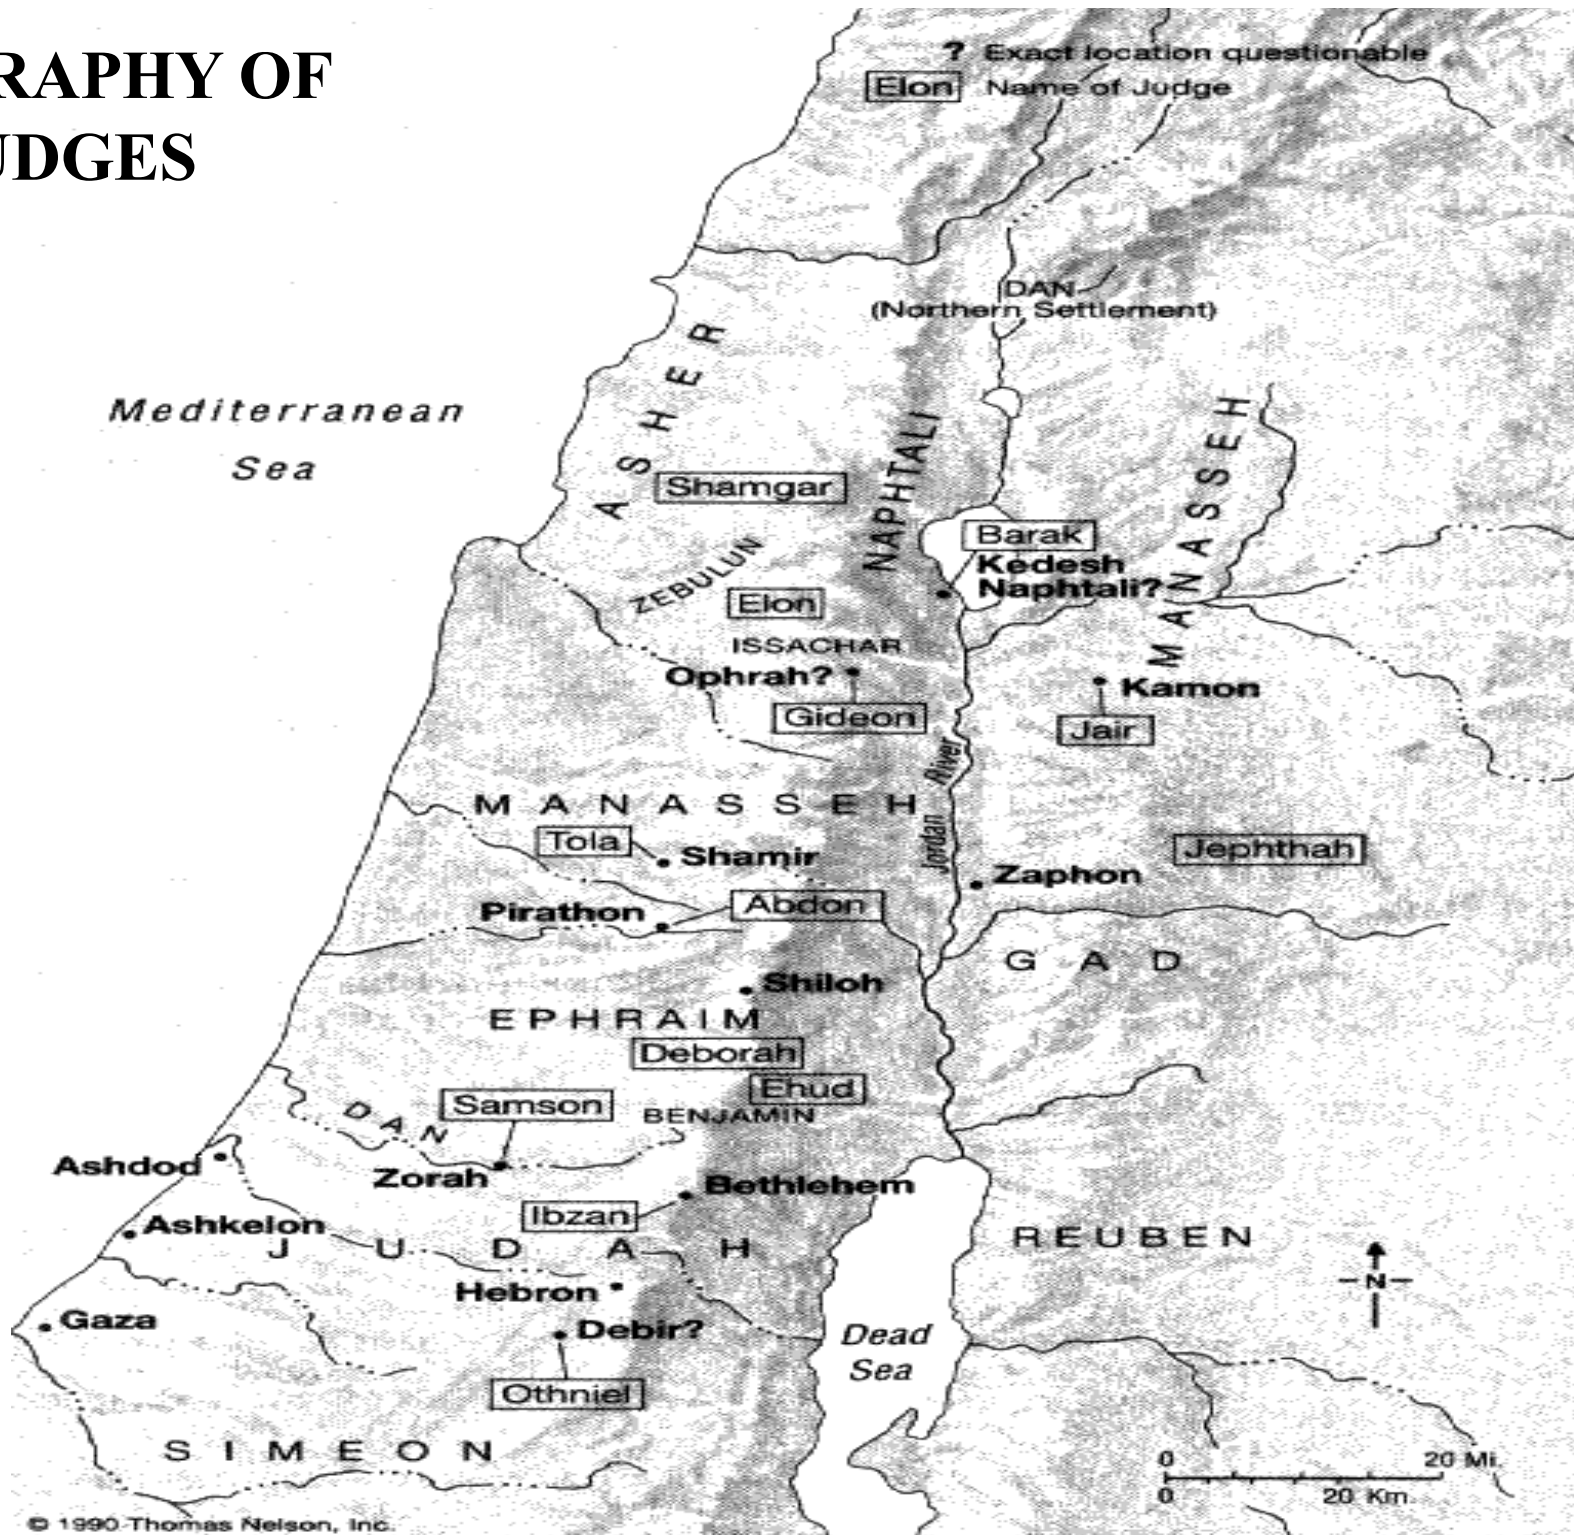 RAPHY OF
UDGES
? Exact location questionable
Elon Name of Judge
DAN
(Northern Settlement)
ASHER
Mediterranean
Sea
NAPHTALI
MANASSEH
Shamgar
Barak
Kedesh
Naphtali?
ZEBULUN
Elon
ISSACHAR
Ophrah?
Gideon
Kamon
Jair
Jordan River
MANASSEH
Tola
Shamir
Jephthah
Zaphon
Abdon
Pirathon
GAD
Shiloh
EPHRAIM
Deborah
Ehud
Samson
DAN
BENJAMIN
Ashdod
Zorah
Bethlehem
Ibzan
Ashkelon
JUDAH
REUBEN
N
Hebron
Gaza
Debir?
Dead
Sea
Othniel
SIMEON
0 20 Mi.
0 20 Km
© 1990 Thomas Nelson, Inc.